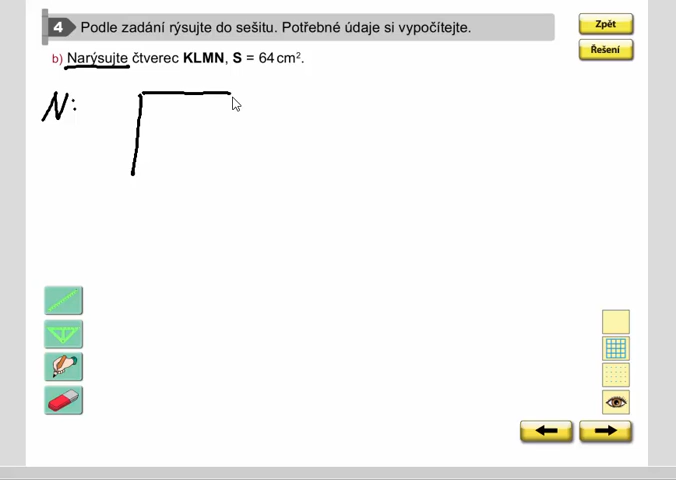 4 Podle zadání rýsujte do sešitu. Potřebné údaje si vypočítejte.
Zpět
Řešení
b) Narýsujte čtverec KLMN, S = 64 cm².
N: